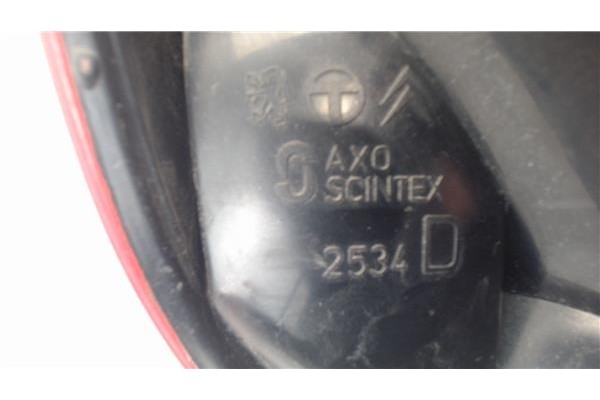 AXO
SCINTEX
2534 D